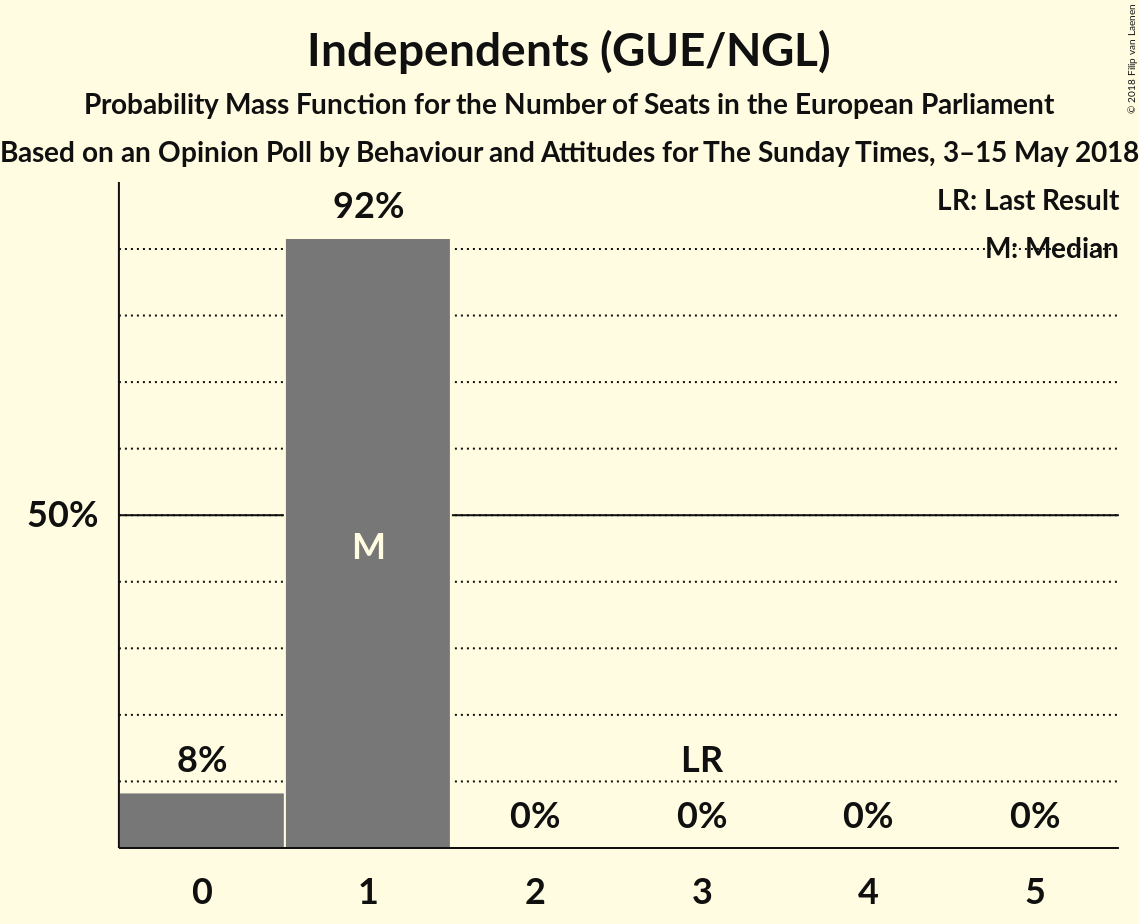 Independents (GUE/NGL)
Probability Mass Function for the Number of Seats in the European Parliament
Based on an Opinion Poll by Behaviour and Attitudes for The Sunday Times, 3–15 May 2018
© 2018 Filip van Laenen
LR: Last Result
M: Median
92%
50%
M
8%
LR
0% 0% 0% 0%
0 1 2 3 4 5